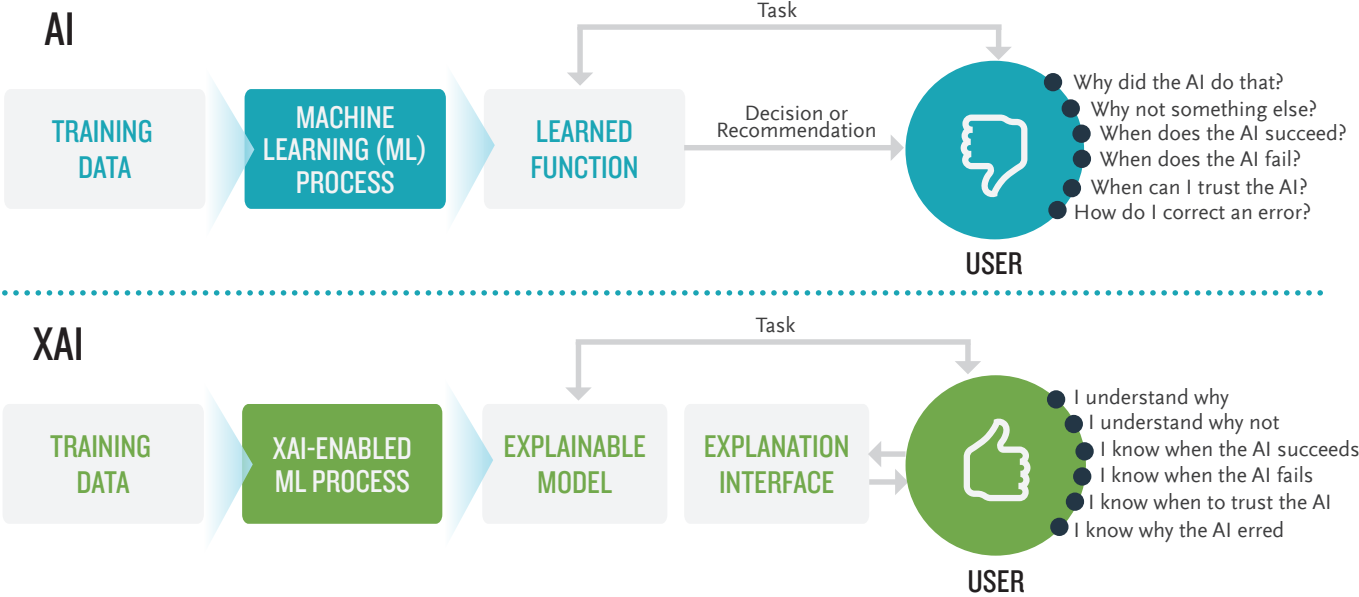 AI
Task
TRAINING
DATA
MACHINE
LEARNING (ML)
PROCESS
LEARNED
FUNCTION
Decision or
Recommendation
Why did the AI do that?
Why not something else?
When does the AI succeed?
When does the AI fail?
When can I trust the AI?
How do I correct an error?
USER
XAI
Task
TRAINING
DATA
XAI-ENABLED
ML PROCESS
EXPLAINABLE
MODEL
EXPLANATION
INTERFACE
I understand why
I understand why not
I know when the AI succeeds
I know when the AI fails
I know when to trust the AI
I know why the AI erred
USER